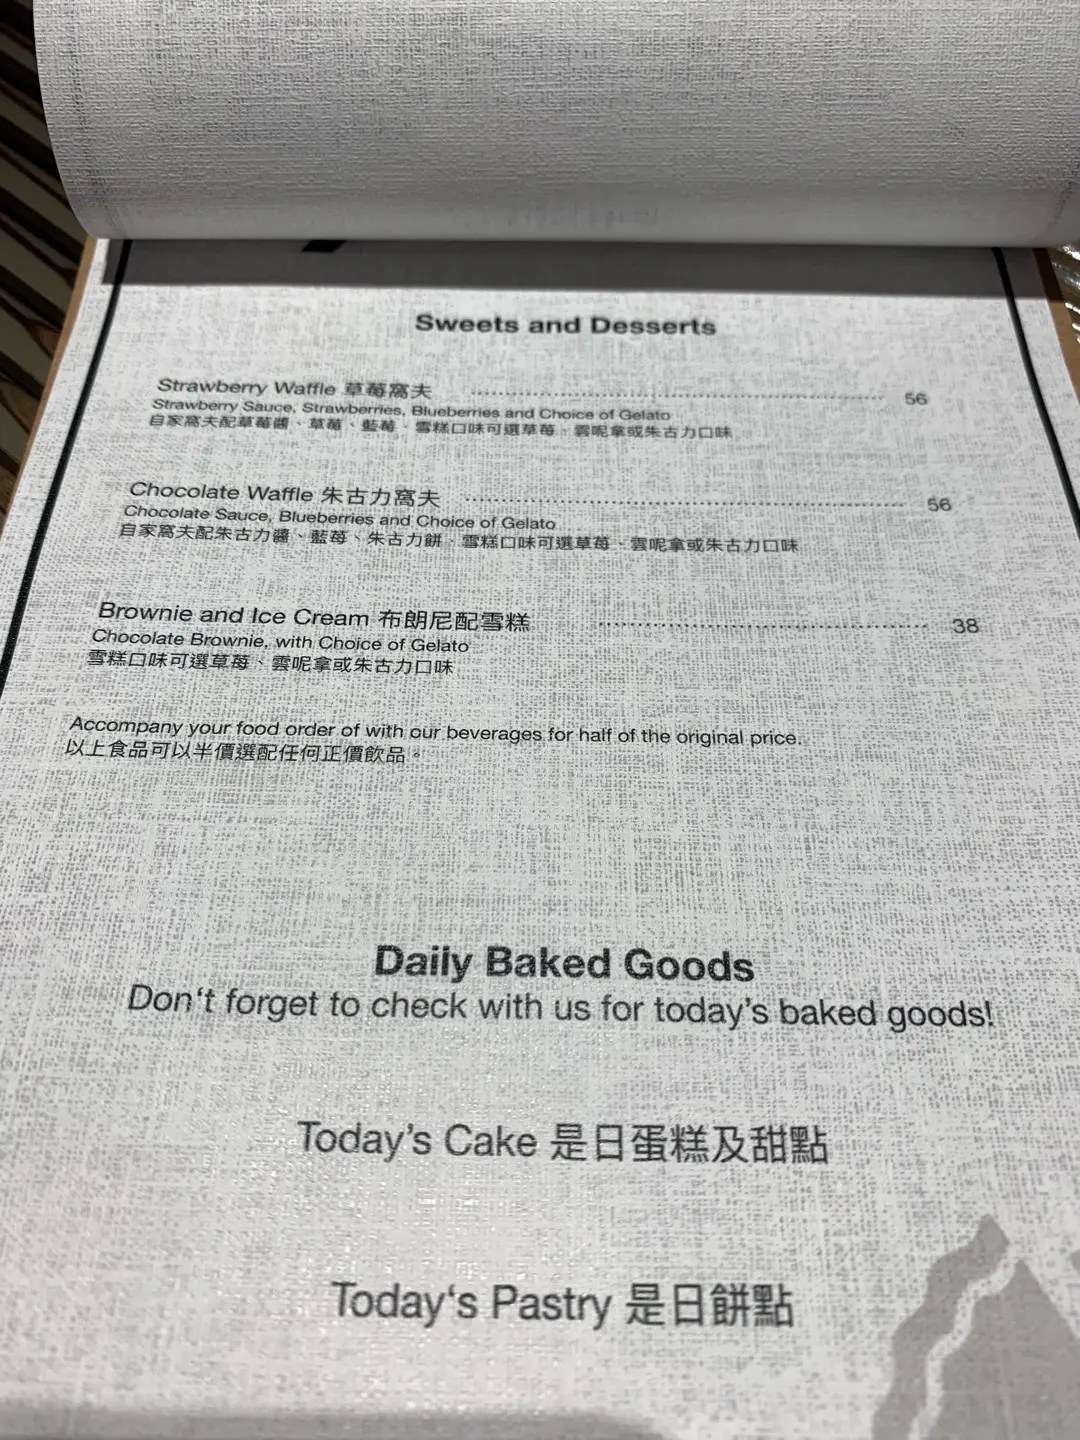 Sweets and Desserts
Strawberry Waffle 草莓窩夫 56
Strawberry Sauce, Strawberries, Blueberries and Choice of Gelato
自家窩夫配草莓醬、草莓、藍莓、雪糕口味可選草莓、雲呢拿或朱古力口味
Chocolate Waffle 朱古力窩夫 56
Chocolate Sauce, Blueberries and Choice of Gelato
自家窩夫配朱古力醬、藍莓、朱古力餅、雪糕口味可選草莓、雲呢拿或朱古力口味
Brownie and Ice Cream 布朗尼配雪糕 38
Chocolate Brownie, with Choice of Gelato
雪糕口味可選草莓、雲呢拿或朱古力口味
Accompany your food order of with our beverages for half of the original price.
以上食品可以半價選配任何正價飲品。
Daily Baked Goods
Don‘t forget to check with us for today’s baked goods!
Today’s Cake 是日蛋糕及甜點
Today‘s Pastry 是日餅點